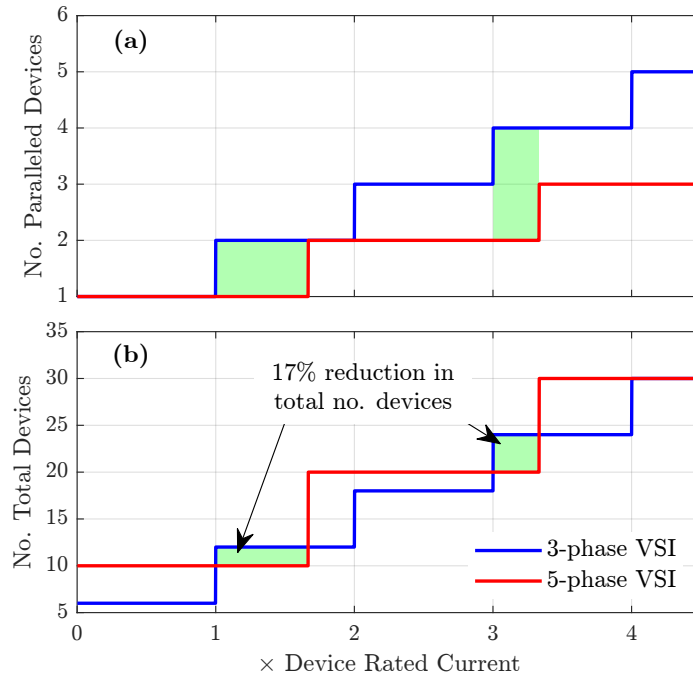 6
(a)
5
4
3
2
1
No. Paralleled Devices
35
(b)
30
25
20
15
10
5
No. Total Devices
17% reduction in
total no. devices
3-phase VSI
5-phase VSI
0 1 2 3 4
× Device Rated Current